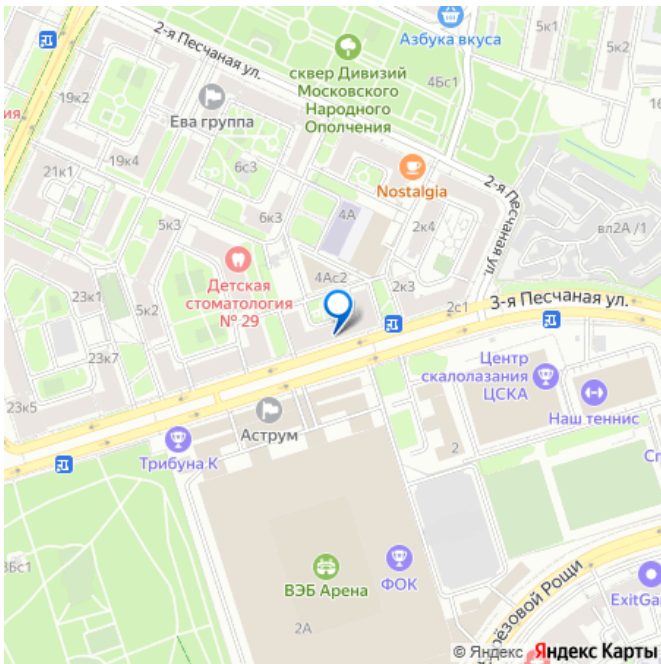 2-я Песчаная ул.
Азбука вкуса
5к1
5к2
4Бс1
сквер Дивизий
Московского
Народного
Ополчения
19к2
Ева группа
19к4
6с3
21к1
Nostalgia
2-я Песчаная ул.
6к3
4А
2к4
вл2А /1
5к3
Детская
стоматология
№ 29
4Ас2
2к3
2с1
3-я Песчаная ул.
23к1
5к2
23к7
Центр
скалолазания
ЦСКА
Наш теннис
23к5
Аструм
Трибуна К
2
ВЭБ Арена
ФОК
2А
ExitGa
© Яндекс
Яндекс Карты